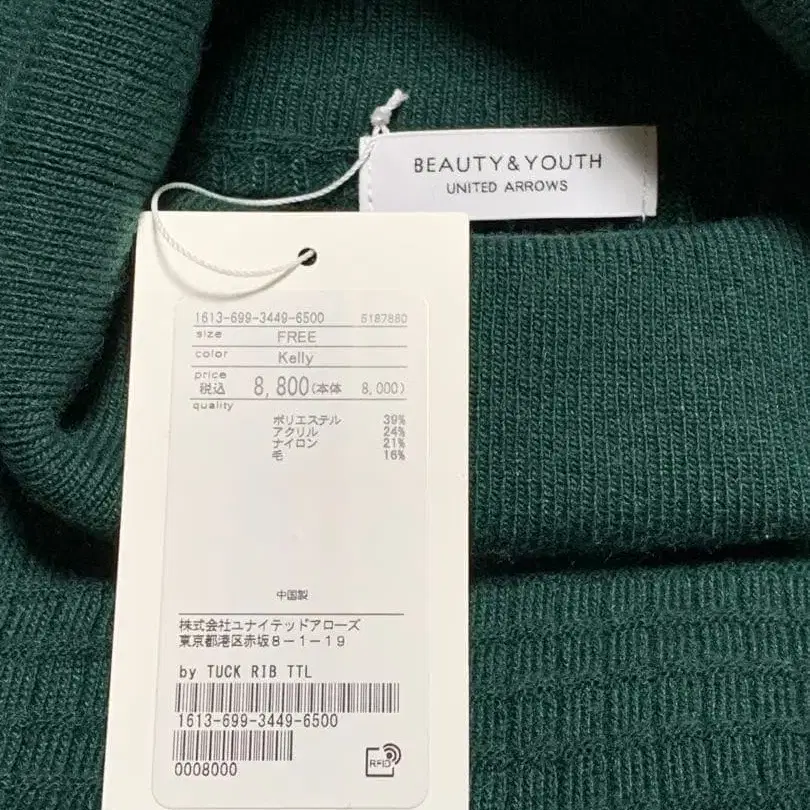 BEAUTY&YOUTH
UNITED ARROWS
1613-699-3449-6500 6187880
size FREE
color Kelly
price
税込 8,800(本体 8,000)
quality
ポリエステル 39%
アクリル 24%
ナイロン 21%
毛 16%
中国製
株式会社ユナイテッドアローズ
東京都港区赤坂8-1-19
by TUCK RIB TTL
1613-699-3449-6500
0008000
RFID